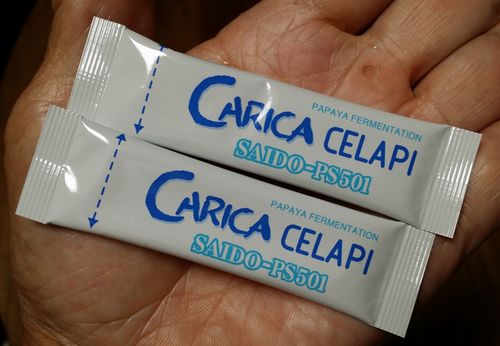 PAPAYA FERMENTATION
CARICA CELAPI
SAIDO-PS501
PAPAYA FERMENTATION
CARICA CELAPI
SAIDO-PS501